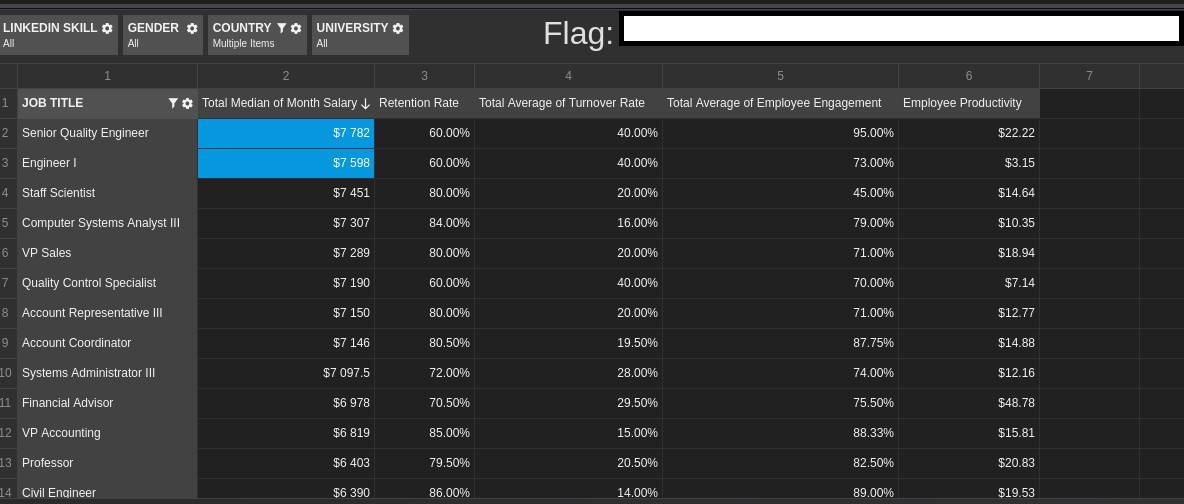 LINKEDIN SKILL GENDER COUNTRY UNIVERSITY
All All Multiple Items All
Flag:
1 2 3 4 5 6 7
1 JOB TITLE Total Median of Month Salary Retention Rate Total Average of Turnover Rate Total Average of Employee Engagement Employee Productivity
2 Senior Quality Engineer $7 782 60.00% 40.00% 95.00% $22.22
3 Engineer I $7 598 60.00% 40.00% 73.00% $3.15
4 Staff Scientist $7 451 80.00% 20.00% 45.00% $14.64
5 Computer Systems Analyst III $7 307 84.00% 16.00% 79.00% $10.35
6 VP Sales $7 289 80.00% 20.00% 71.00% $18.94
7 Quality Control Specialist $7 190 60.00% 40.00% 70.00% $7.14
8 Account Representative III $7 150 80.00% 20.00% 71.00% $12.77
9 Account Coordinator $7 146 80.50% 19.50% 87.75% $14.88
10 Systems Administrator III $7 097.5 72.00% 28.00% 74.00% $12.16
11 Financial Advisor $6 978 70.50% 29.50% 75.50% $48.78
12 VP Accounting $6 819 85.00% 15.00% 88.33% $15.81
13 Professor $6 403 79.50% 20.50% 82.50% $20.83
14 Civil Engineer $6 390 86.00% 14.00% 89.00% $19.53